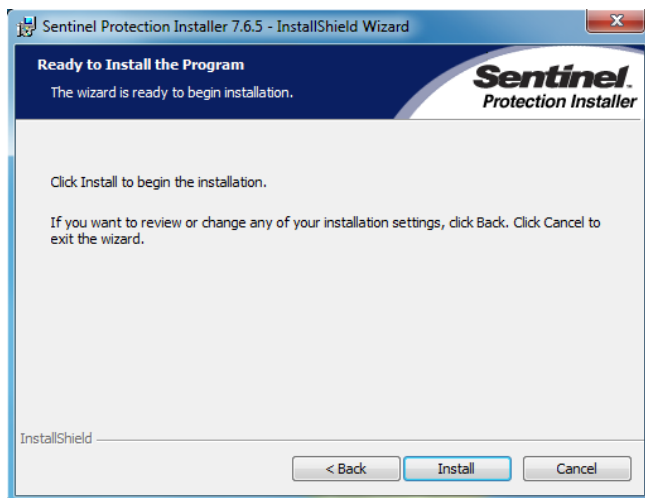 Sentinel Protection Installer 7.6.5 - InstallShield Wizard
Ready to Install the Program
The wizard is ready to begin installation.
Sentinel.
Protection Installer
Click Install to begin the installation.
If you want to review or change any of your installation settings, click Back. Click Cancel to
exit the wizard.
InstallShield
< Back
Install
Cancel